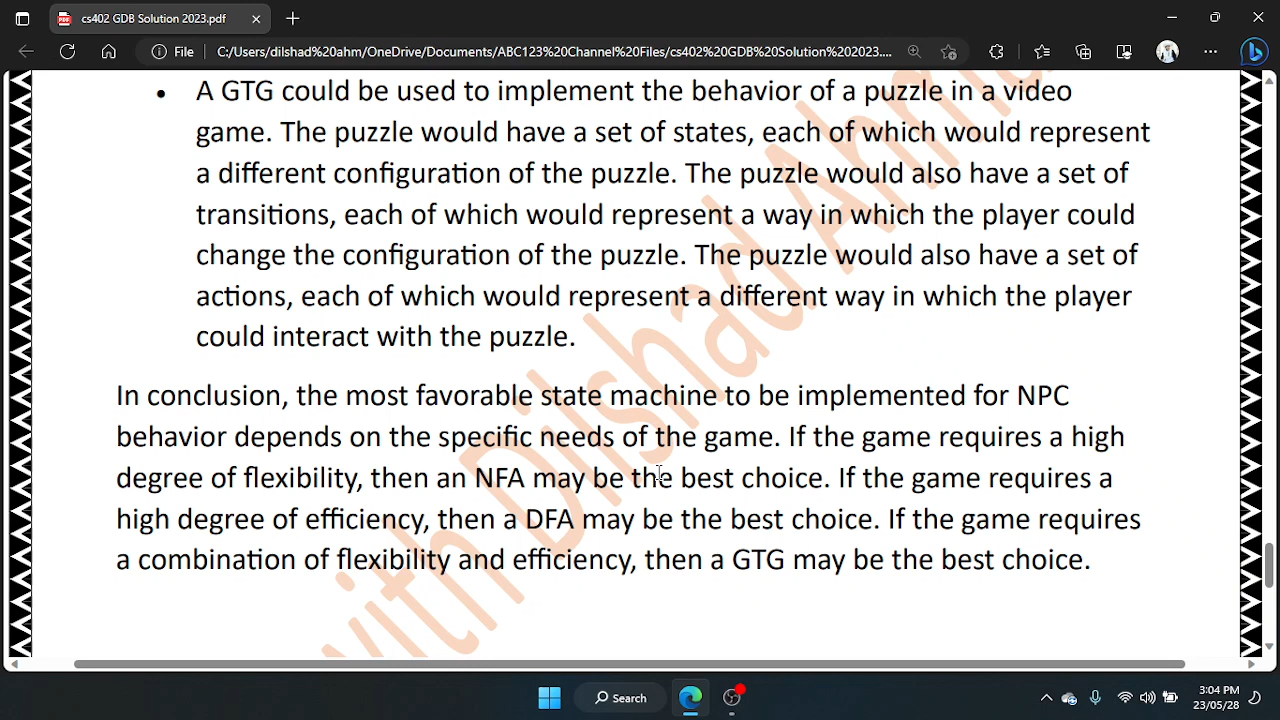 cs402 GDB Solution 2023.pdf
File C:/Users/dilshad%20ahm/OneDrive/Documents/ABC123%20Channel%20Files/cs402%20GDB%20Solution%202023....
• A GTG could be used to implement the behavior of a puzzle in a video
game. The puzzle would have a set of states, each of which would represent
a different configuration of the puzzle. The puzzle would also have a set of
transitions, each of which would represent a way in which the player could
change the configuration of the puzzle. The puzzle would also have a set of
actions, each of which would represent a different way in which the player
could interact with the puzzle.
In conclusion, the most favorable state machine to be implemented for NPC
behavior depends on the specific needs of the game. If the game requires a high
degree of flexibility, then an NFA may be the best choice. If the game requires a
high degree of efficiency, then a DFA may be the best choice. If the game requires
a combination of flexibility and efficiency, then a GTG may be the best choice.
with Dilshad Ahm
Search
3:04 PM
23/05/28